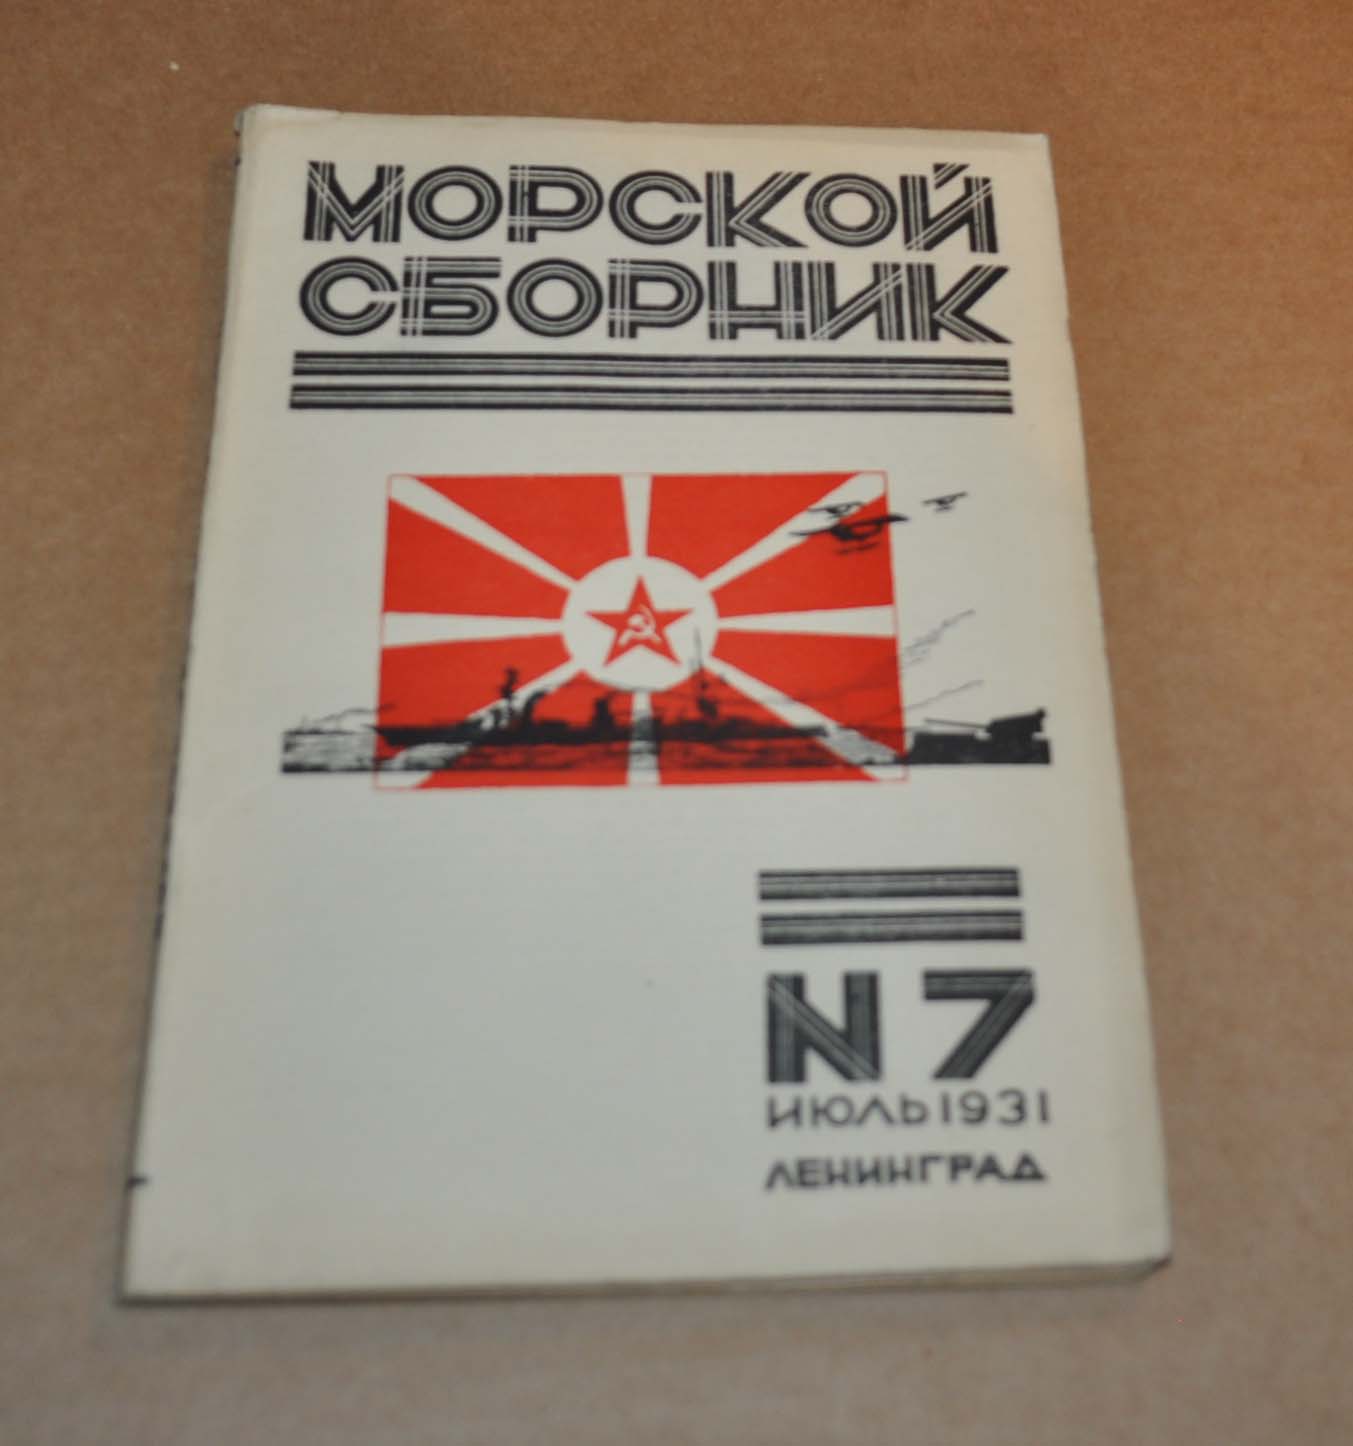 МОРСКОЙ
СБОРНИК
N 7
ИЮЛЬ 1931
ЛЕНИНГРАД